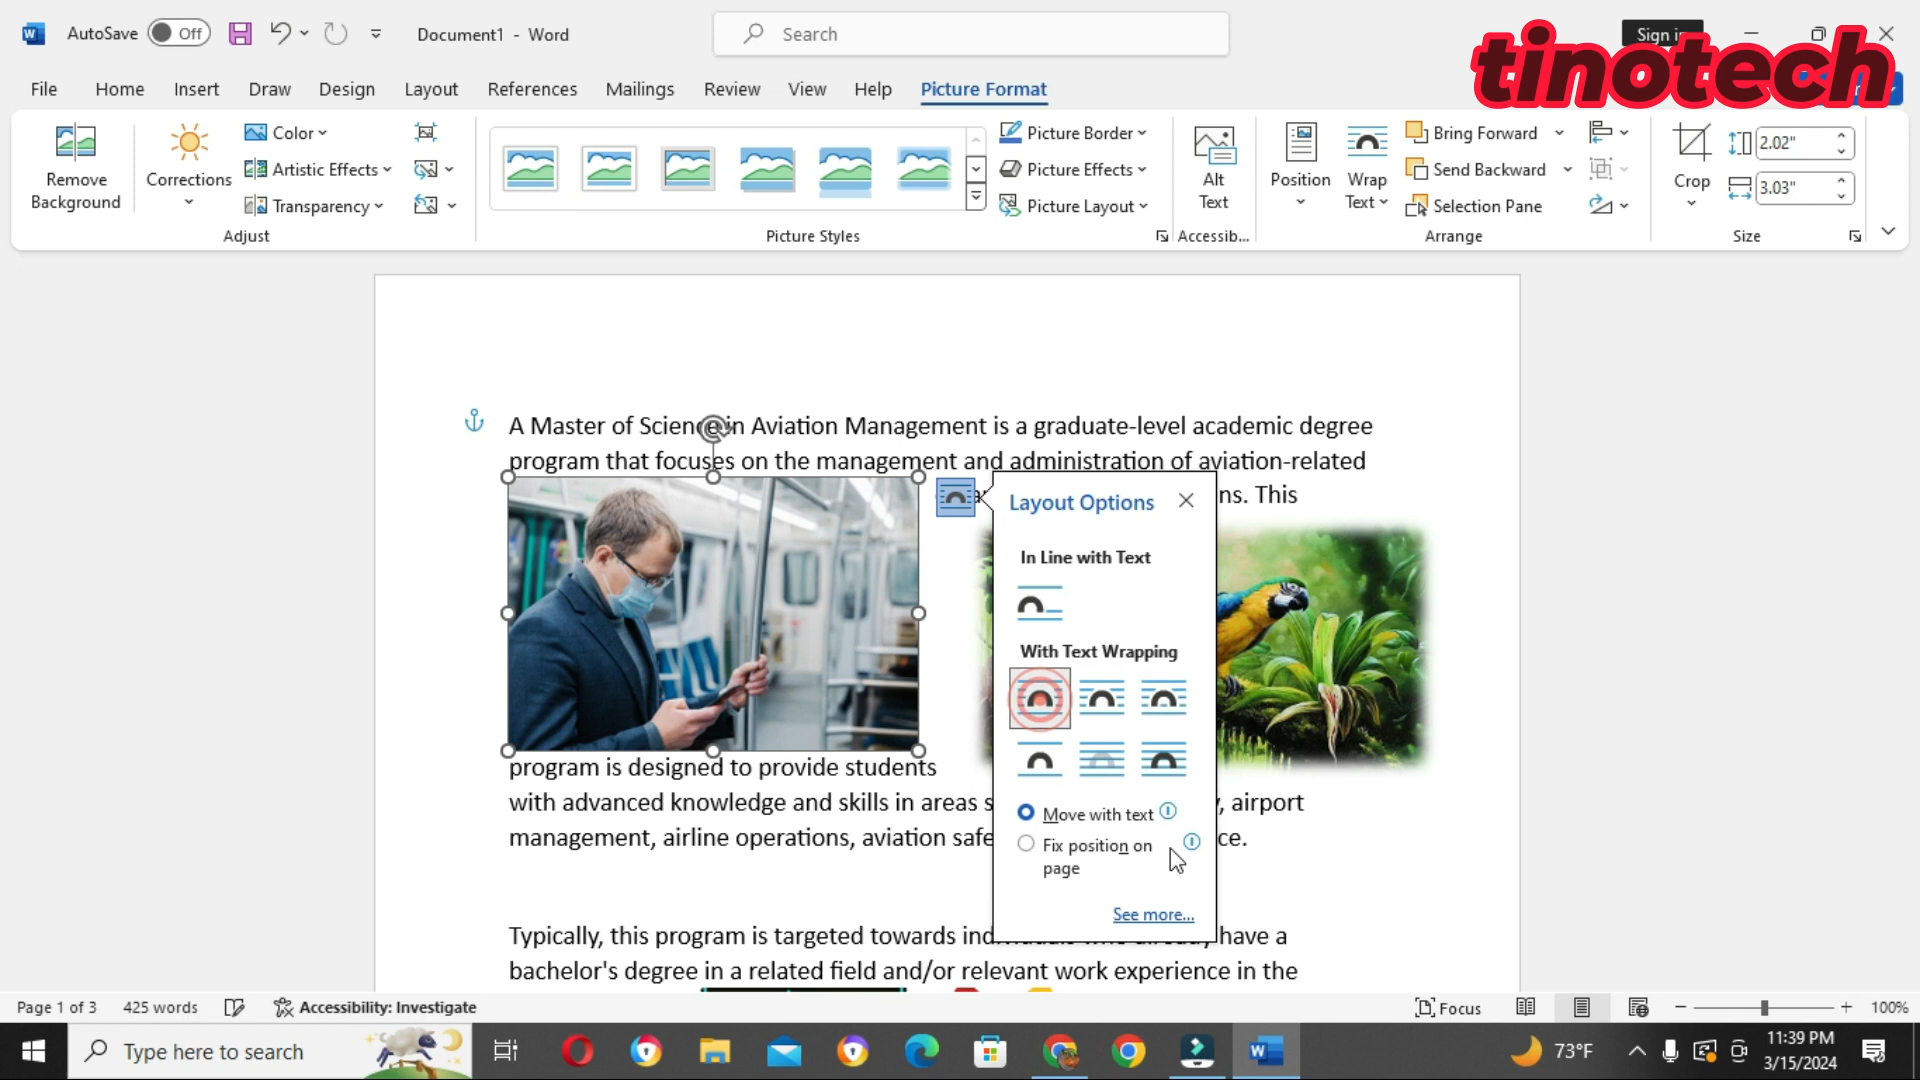 AutoSave Off
Document1 - Word
Search
Sign
tinotech
File Home Insert Draw Design Layout References Mailings Review View Help Picture Format
Remove Background
Corrections
Color
Artistic Effects
Transparency
Adjust
Picture Styles
Picture Border
Picture Effects
Picture Layout
Alt Text
Accessib...
Position
Wrap Text
Bring Forward
Send Backward
Selection Pane
Arrange
Crop
2.02"
3.03"
Size
A Master of Science in Aviation Management is a graduate-level academic degree
program that focuses on the management and administration of aviation-related
ns. This
program is designed to provide students
with advanced knowledge and skills in areas s , airport
management, airline operations, aviation safe ce.
Typically, this program is targeted towards individuals who already have a
bachelor's degree in a related field and/or relevant work experience in the
Layout Options
In Line with Text
With Text Wrapping
Move with text
Fix position on
page
See more...
Page 1 of 3 425 words Accessibility: Investigate Focus 100%
Type here to search
73°F
11:39 PM
3/15/2024